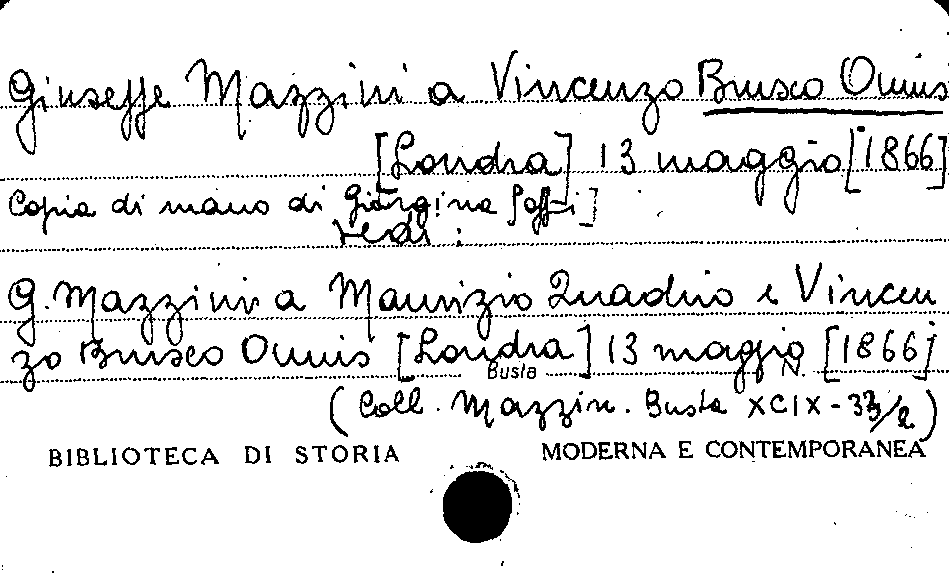 Giuseppe Mazzini a Vincenzo Brusco Onnis
[Londra] 13 maggio [1866]
Copia di mano di Giorgina Saffi]
vedi:
G. Mazzini a Maurizio Quadrio e Vincen
zo Brusco Onnis [Londra] 13 maggio [1866]
Busta N.
(Coll. Mazzin. Busta XCIX - 33/2)
BIBLIOTECA DI STORIA MODERNA E CONTEMPORANEA